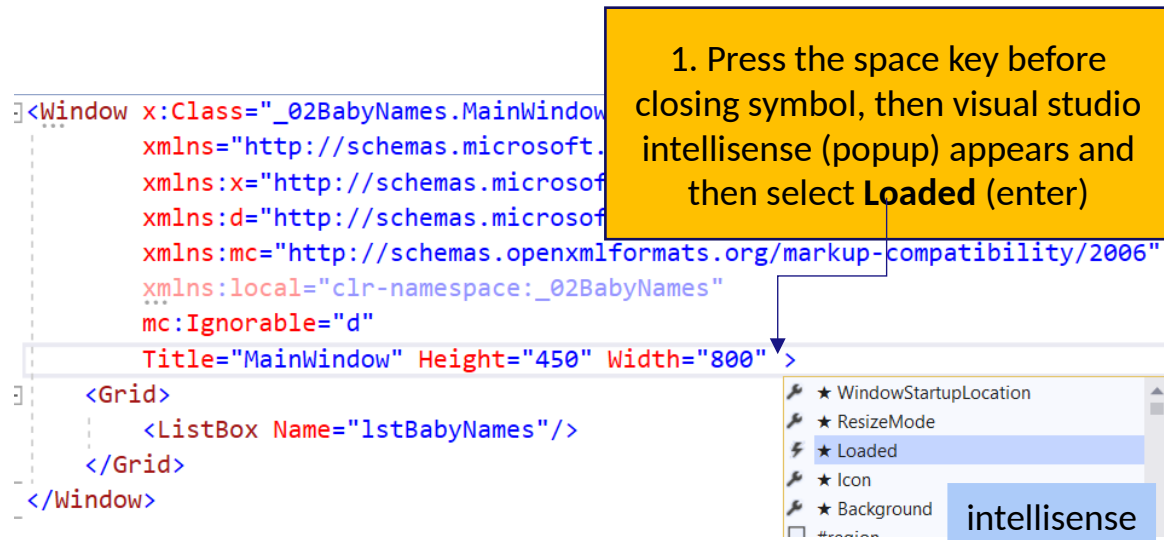 1. Press the space key before
closing symbol, then visual studio
intellisense (popup) appears and
then select Loaded (enter)
<Window x:Class="_02BabyNames.MainWindow
xmlns="http://schemas.microsoft.
xmlns:x="http://schemas.microsof
xmlns:d="http://schemas.microsof
xmlns:mc="http://schemas.openxmlformats.org/markup-compatibility/2006"
xmlns:local="clr-namespace:_02BabyNames"
mc:Ignorable="d"
Title="MainWindow" Height="450" Width="800" >
<Grid>
<ListBox Name="lstBabyNames"/>
</Grid>
</Window>
★ WindowStartupLocation
★ ResizeMode
★ Loaded
★ Icon
★ Background
#region
intellisense